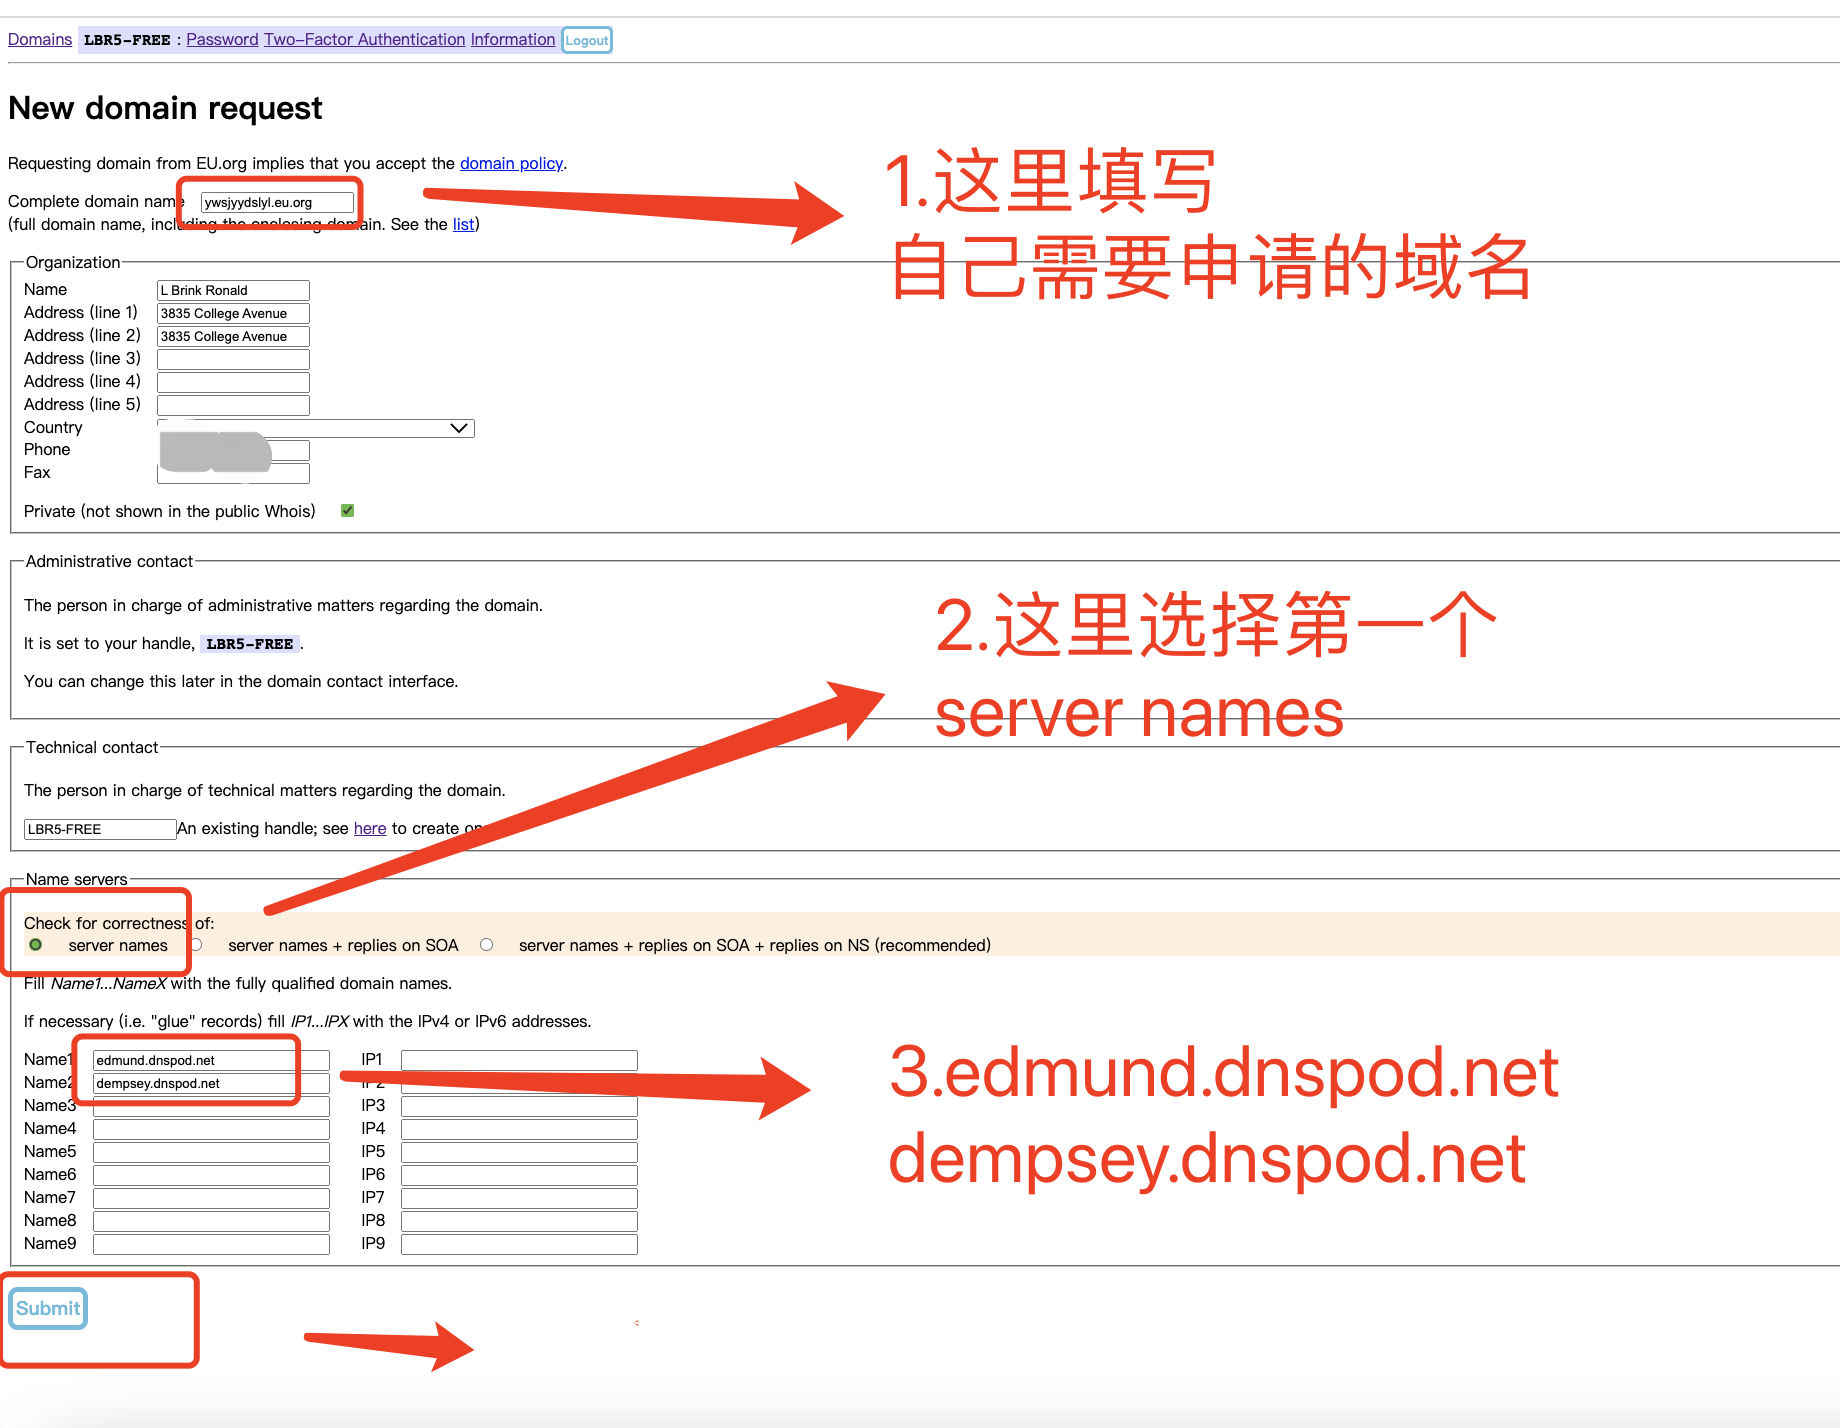 Domains LBR5-FREE : Password Two-Factor Authentication Information Logout
New domain request
Requesting domain from EU.org implies that you accept the domain policy.
Complete domain name ywsjyydslyl.eu.org
(full domain name, including the enclosing domain. See the list)
1.这里填写
自己需要申请的域名
Organization
Name L Brink Ronald
Address (line 1) 3835 College Avenue
Address (line 2) 3835 College Avenue
Address (line 3)
Address (line 4)
Address (line 5)
Country
Phone
Fax
Private (not shown in the public Whois)
Administrative contact
The person in charge of administrative matters regarding the domain.
It is set to your handle, LBR5-FREE .
You can change this later in the domain contact interface.
2.这里选择第一个
server names
Technical contact
The person in charge of technical matters regarding the domain.
LBR5-FREE An existing handle; see here to create one
Name servers
Check for correctness of:
server names server names + replies on SOA server names + replies on SOA + replies on NS (recommended)
Fill Name1...NameX with the fully qualified domain names.
If necessary (i.e. "glue" records) fill IP1...IPX with the IPv4 or IPv6 addresses.
Name1 edmund.dnspod.net IP1
Name2 dempsey.dnspod.net IP2
Name3 IP3
Name4 IP4
Name5 IP5
Name6 IP6
Name7 IP7
Name8 IP8
Name9 IP9
3.edmund.dnspod.net
dempsey.dnspod.net
Submit